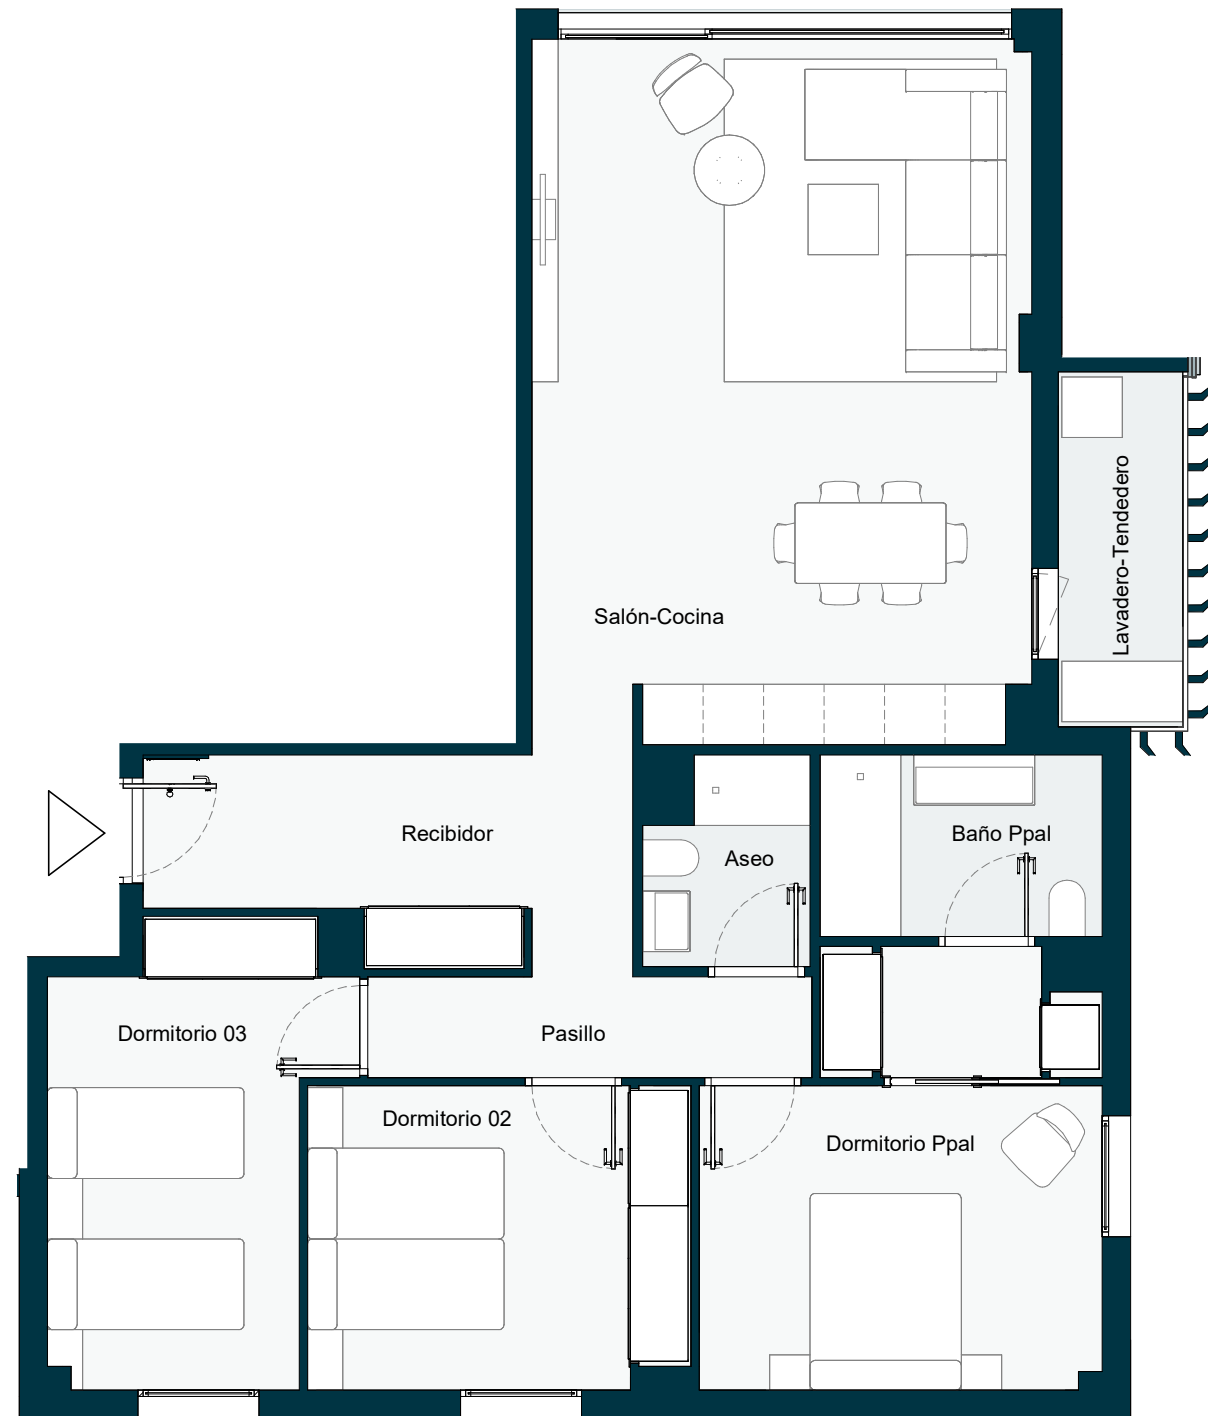 Lavadero-Tendedero
Salón-Cocina
Recibidor
Baño Ppal
Aseo
Dormitorio 03
Pasillo
Dormitorio 02
Dormitorio Ppal